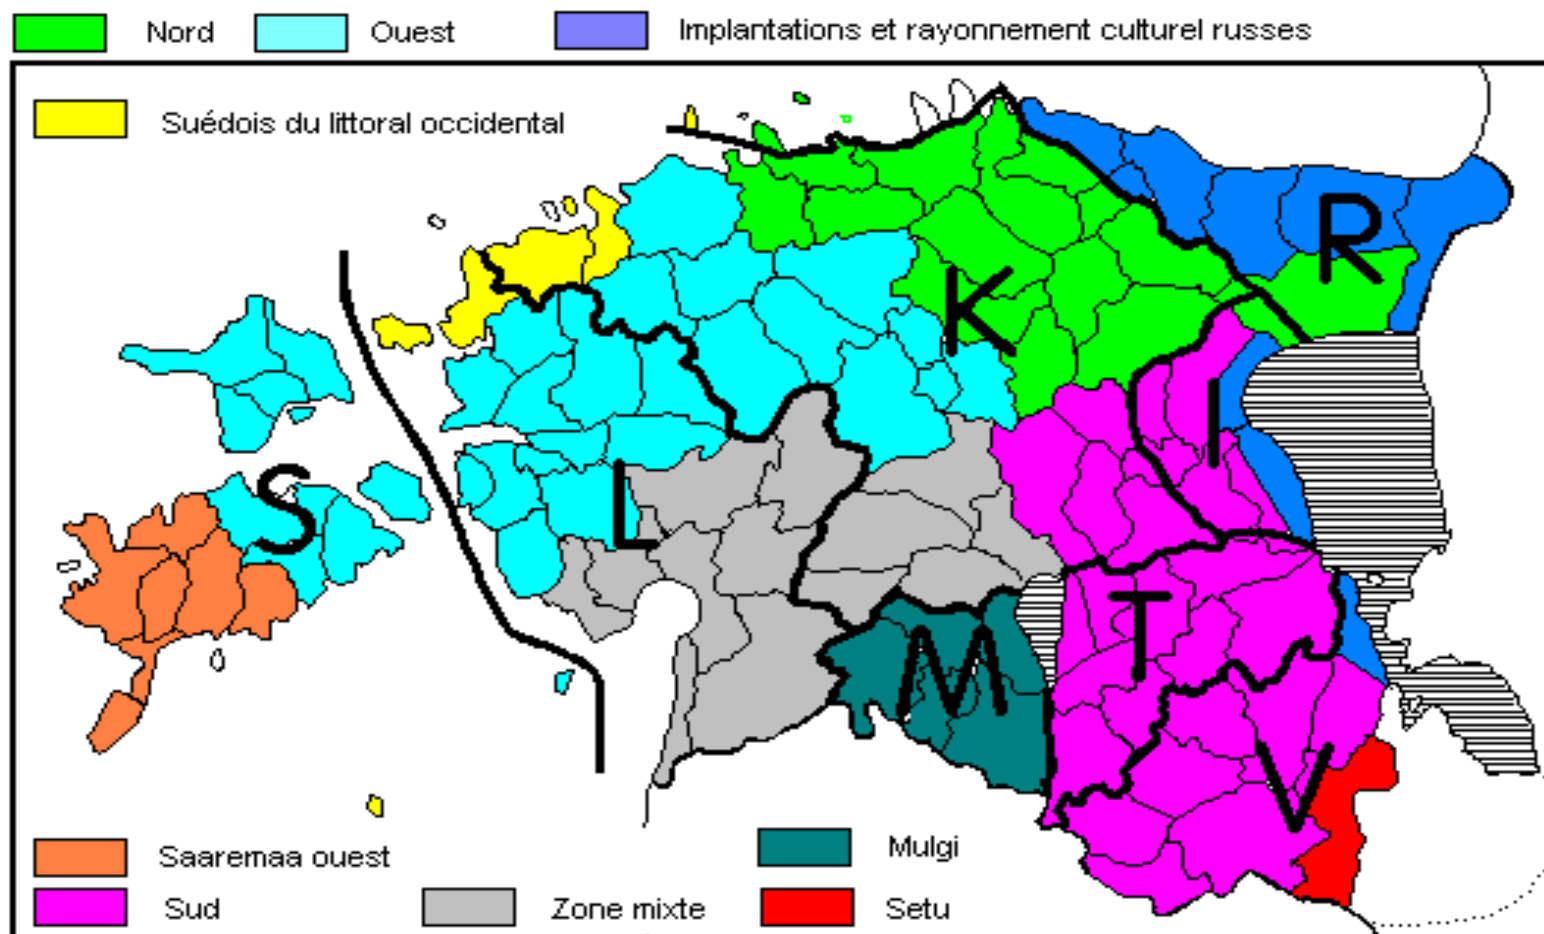 Nord Ouest Implantations et rayonnement culturel russes
Suédois du littoral occidental
R
K
I
S
L
T
M
V
Saaremaa ouest
Mulgi
Sud
Zone mixte
Setu